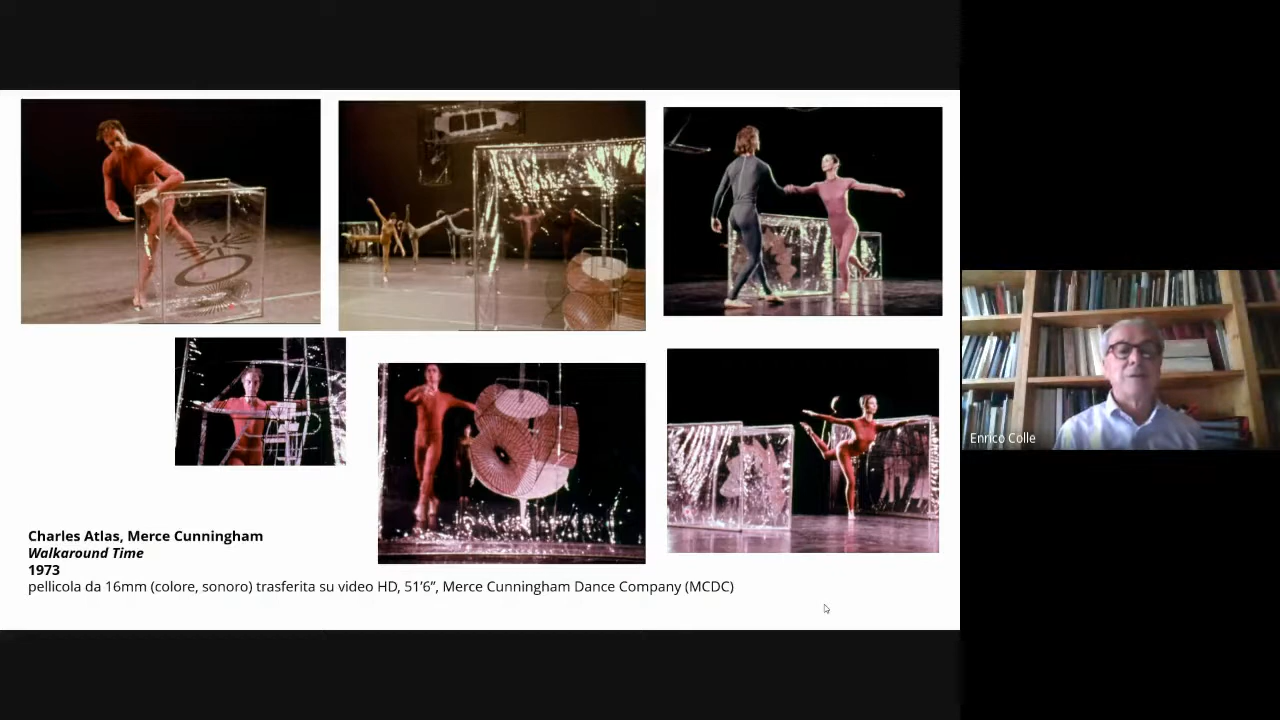 Charles Atlas, Merce Cunningham
Walkaround Time
1973
pellicola da 16mm (colore, sonoro) trasferita su video HD, 51’6”, Merce Cunningham Dance Company (MCDC)
Enrico Colle